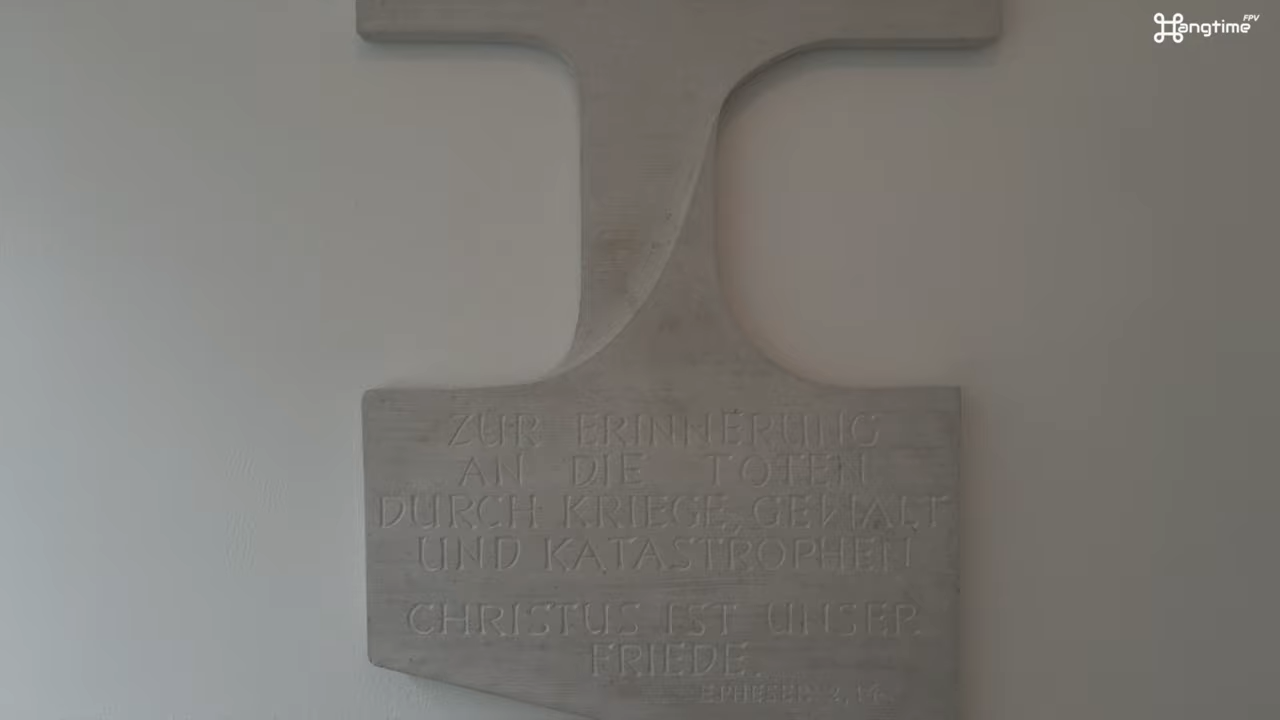 Hangtime FPV
ZUR ERINNERUNG
AN DIE TOTEN
DURCH KRIEGE, GEWALT
UND KATASTROPHEN
CHRISTUS IST UNSER
FRIEDE.
EPHESER 2, 14